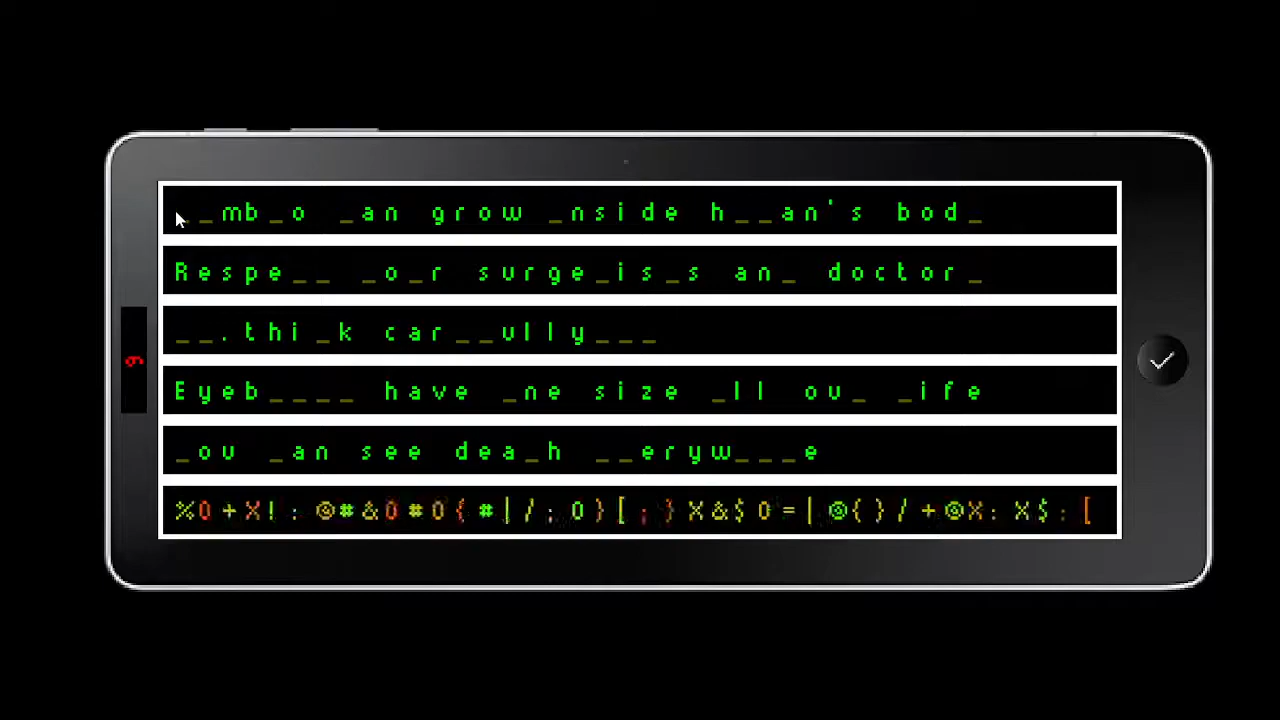 __mb_o _an grow _nside h__an's bod_
Respe__ _o_r surge_is_s an_ doctor_
__.thi_k car__ully___
Eyeb____ have _ne size _ll ou_ _ife
_ou _an see dea_h __eryw___e
%0+X!:@#&0#0{#|/;0}[;}X&$0=|@{}/+@X:X$:[